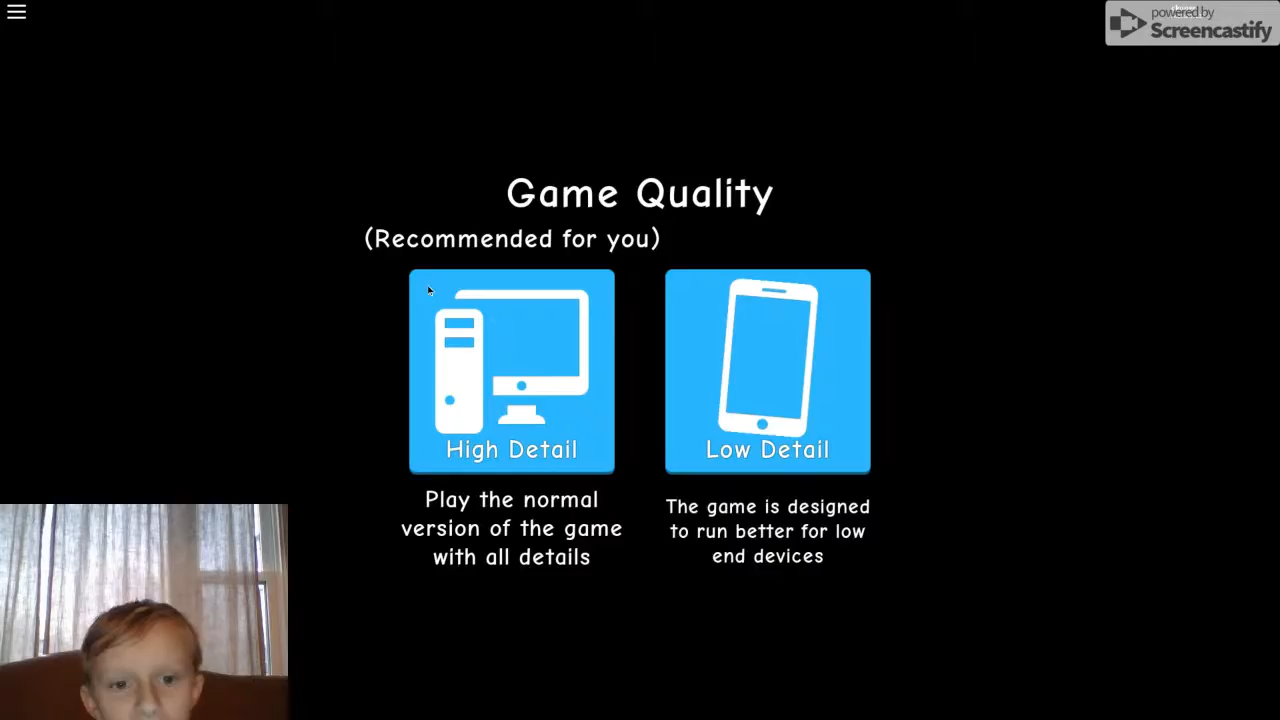 powered by
Screencastify
Game Quality
(Recommended for you)
High Detail
Low Detail
Play the normal
version of the game
with all details
The game is designed
to run better for low
end devices